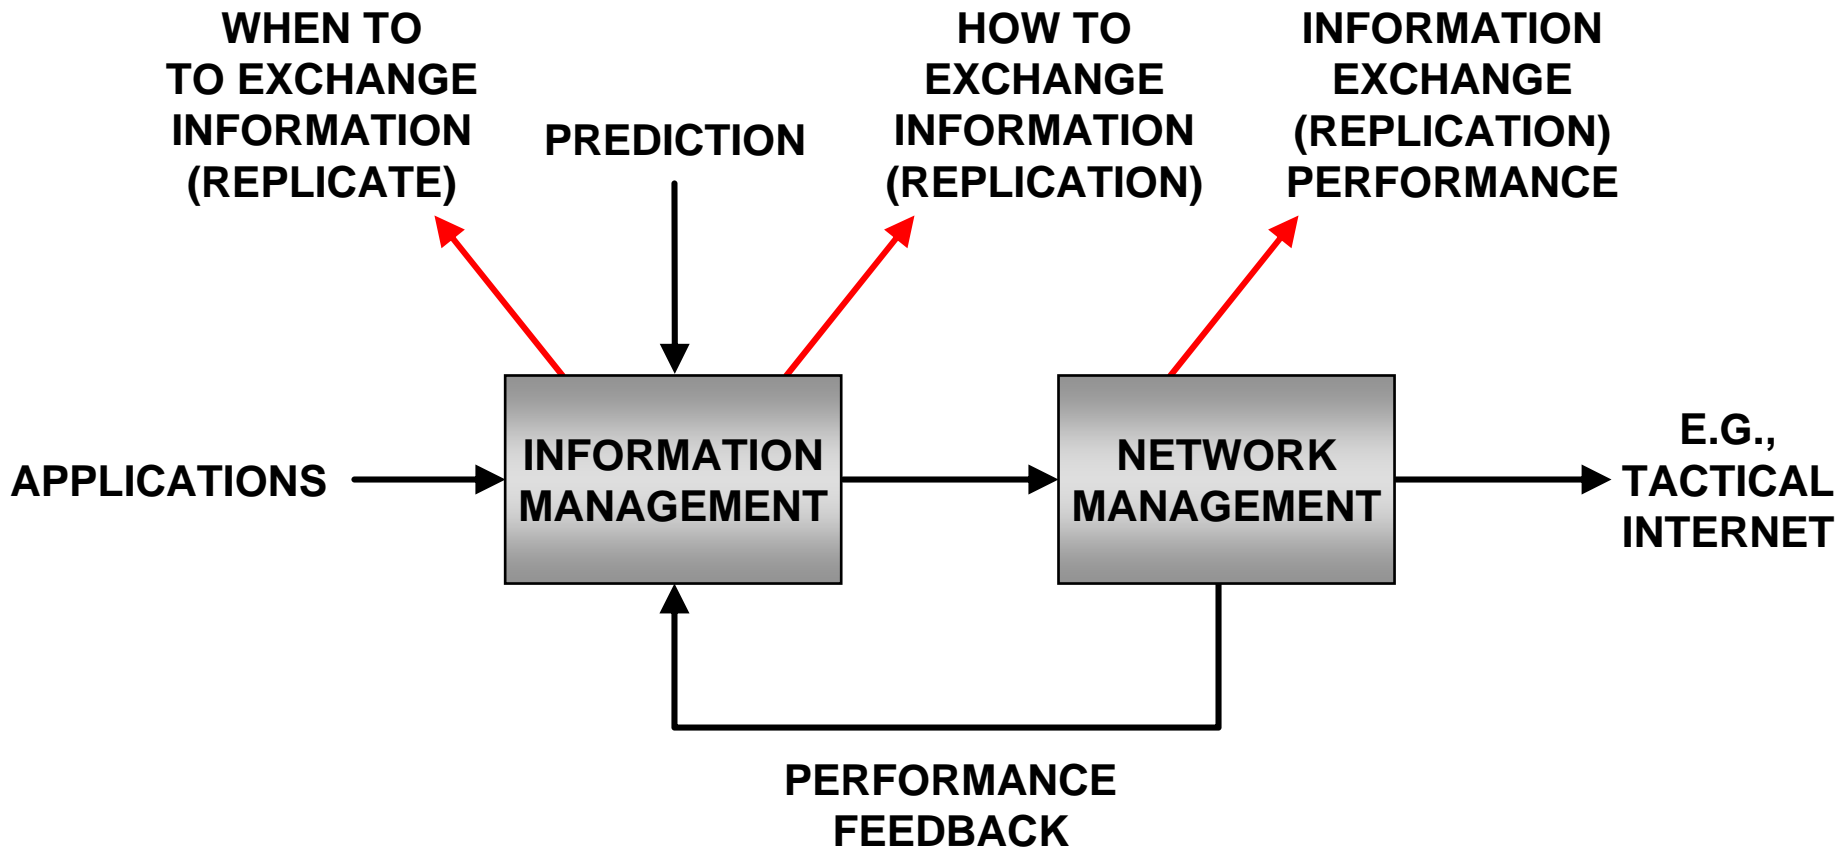 WHEN TO
TO EXCHANGE
INFORMATION
(REPLICATE)
PREDICTION
HOW TO
EXCHANGE
INFORMATION
(REPLICATION)
INFORMATION
EXCHANGE
(REPLICATION)
PERFORMANCE
APPLICATIONS
INFORMATION
MANAGEMENT
NETWORK
MANAGEMENT
E.G.,
TACTICAL
INTERNET
PERFORMANCE
FEEDBACK